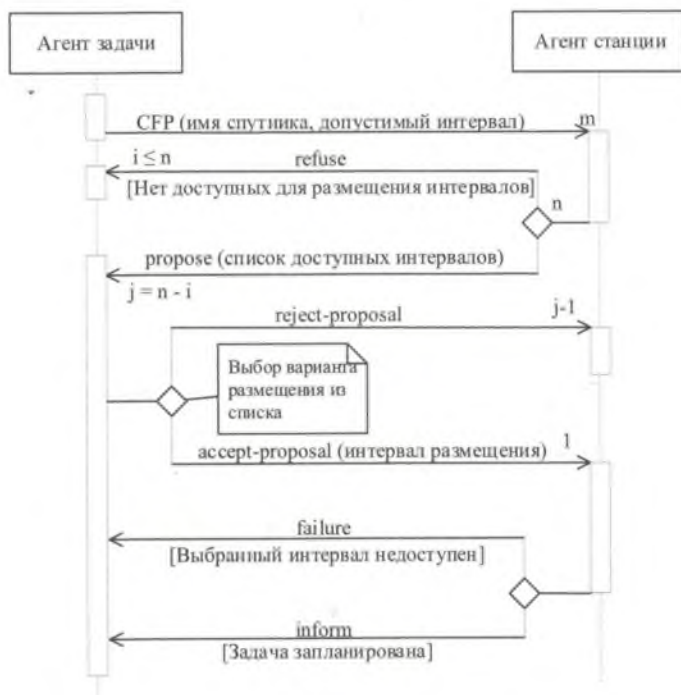 Агент задачи
Агент станции
CFP (имя спутника, допустимый интервал)
m
i ≤ n
refuse
[Нет доступных для размещения интервалов]
n
propose (список доступных интервалов)
j = n - i
reject-proposal
j-1
Выбор варианта
размещения из
списка
accept-proposal (интервал размещения)
1
failure
[Выбранный интервал недоступен]
inform
[Задача запланирована]